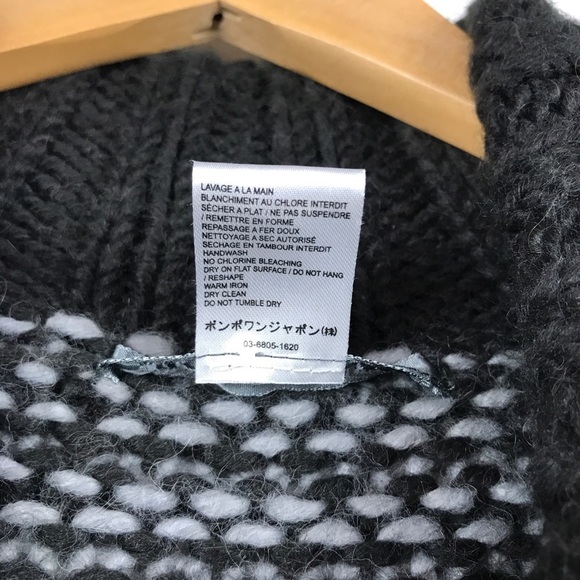 LAVAGE A LA MAIN
BLANCHIMENT AU CHLORE INTERDIT
SÉCHER A PLAT / NE PAS SUSPENDRE
/ REMETTRE EN FORME
REPASSAGE A FER DOUX
NETTOYAGE A SEC AUTORISÉ
SECHAGE EN TAMBOUR INTERDIT
HANDWASH
NO CHLORINE BLEACHING
DRY ON FLAT SURFACE / DO NOT HANG
/ RESHAPE
WARM IRON
DRY CLEAN
DO NOT TUMBLE DRY
ボンポワンジャポン(株)
03-6805-1620